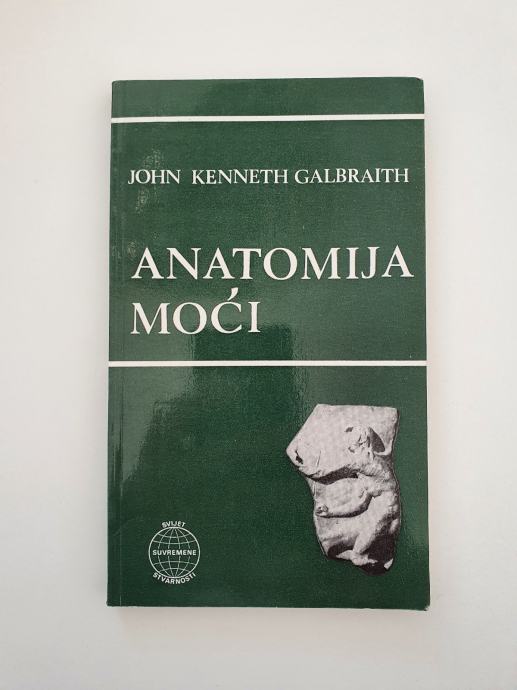 JOHN KENNETH GALBRAITH
ANATOMIJA
MOĆI
SVIJET
SUVREMENE
STVARNOSTI